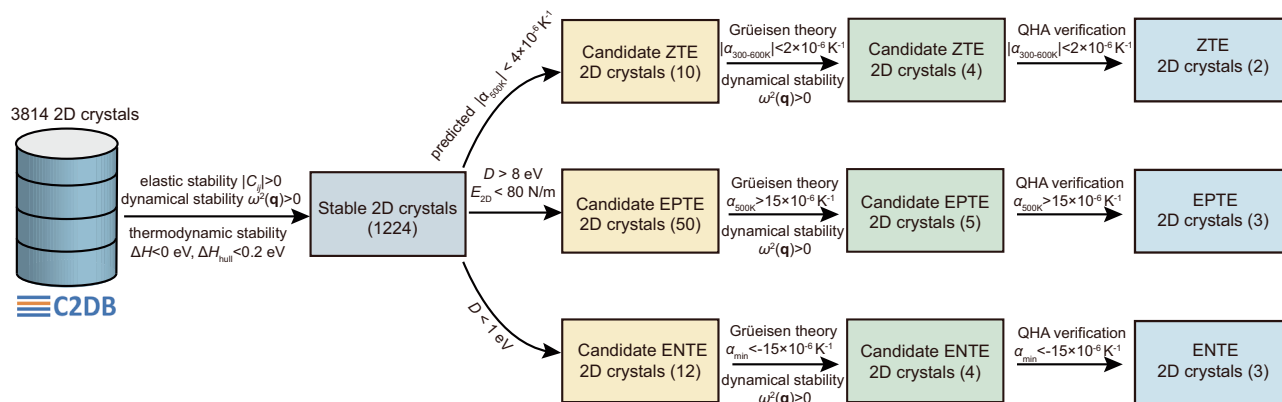 3814 2D crystals
C2DB
elastic stability |Cij|>0
dynamical stability ω²(q)>0
thermodynamic stability
ΔH<0 eV, ΔHhull<0.2 eV
Stable 2D crystals
(1224)
predicted |α500K| < 4×10⁻⁶ K⁻¹
Candidate ZTE
2D crystals (10)
Grüeisen theory
|α300-600K|<2×10⁻⁶ K⁻¹
dynamical stability
ω²(q)>0
Candidate ZTE
2D crystals (4)
QHA verification
|α300-600K|<2×10⁻⁶ K⁻¹
ZTE
2D crystals (2)
D > 8 eV
E2D < 80 N/m
Candidate EPTE
2D crystals (50)
Grüeisen theory
α500K>15×10⁻⁶ K⁻¹
dynamical stability
ω²(q)>0
Candidate EPTE
2D crystals (5)
QHA verification
α500K>15×10⁻⁶ K⁻¹
EPTE
2D crystals (3)
D < 1 eV
Candidate ENTE
2D crystals (12)
Grüeisen theory
αmin<-15×10⁻⁶ K⁻¹
dynamical stability
ω²(q)>0
Candidate ENTE
2D crystals (4)
QHA verification
αmin<-15×10⁻⁶ K⁻¹
ENTE
2D crystals (3)